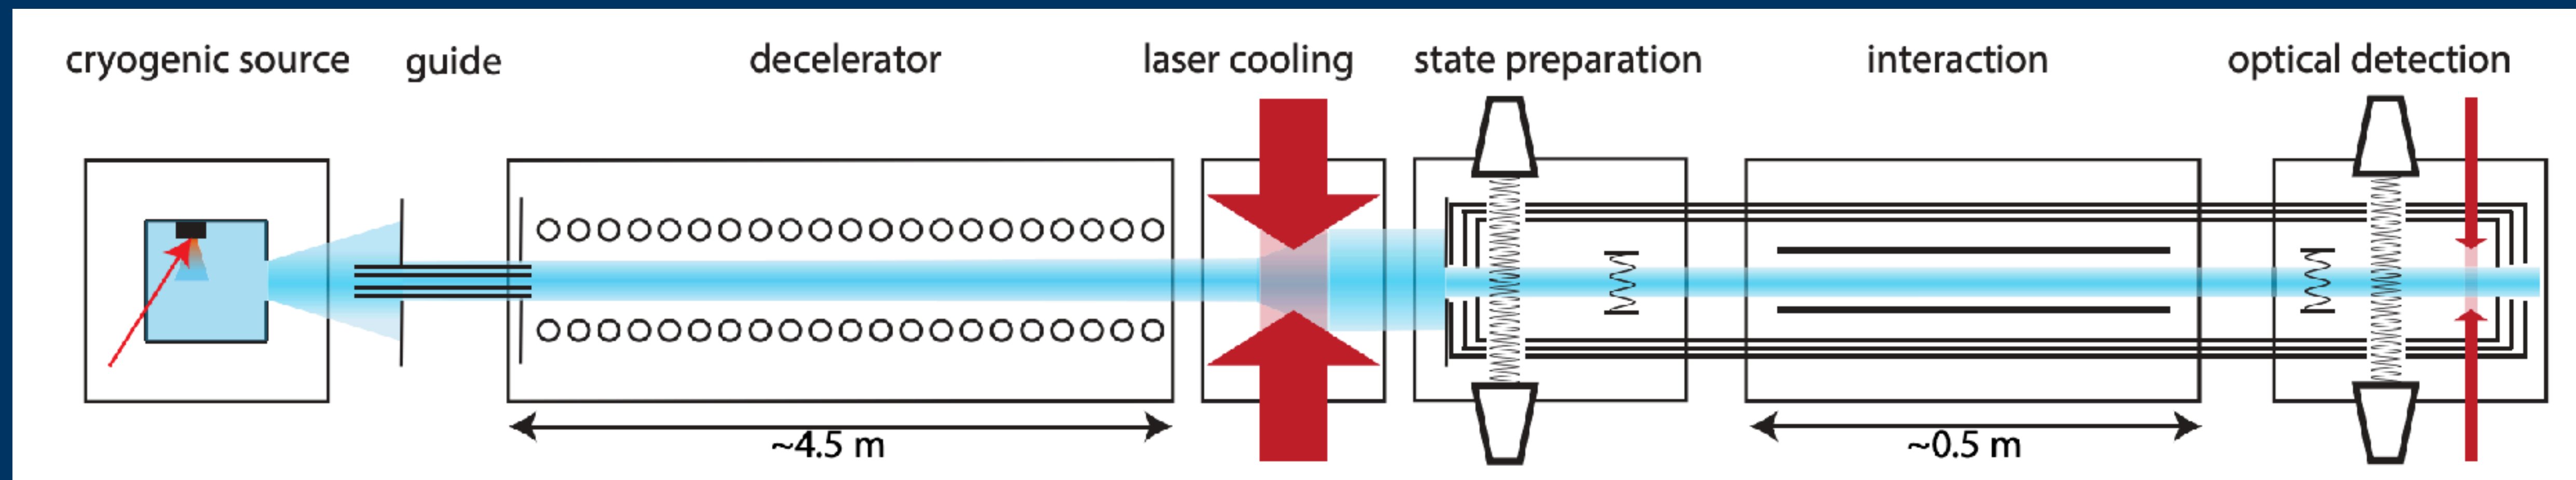 cryogenic source
guide
decelerator
laser cooling
state preparation
interaction
optical detection
~4.5 m
~0.5 m